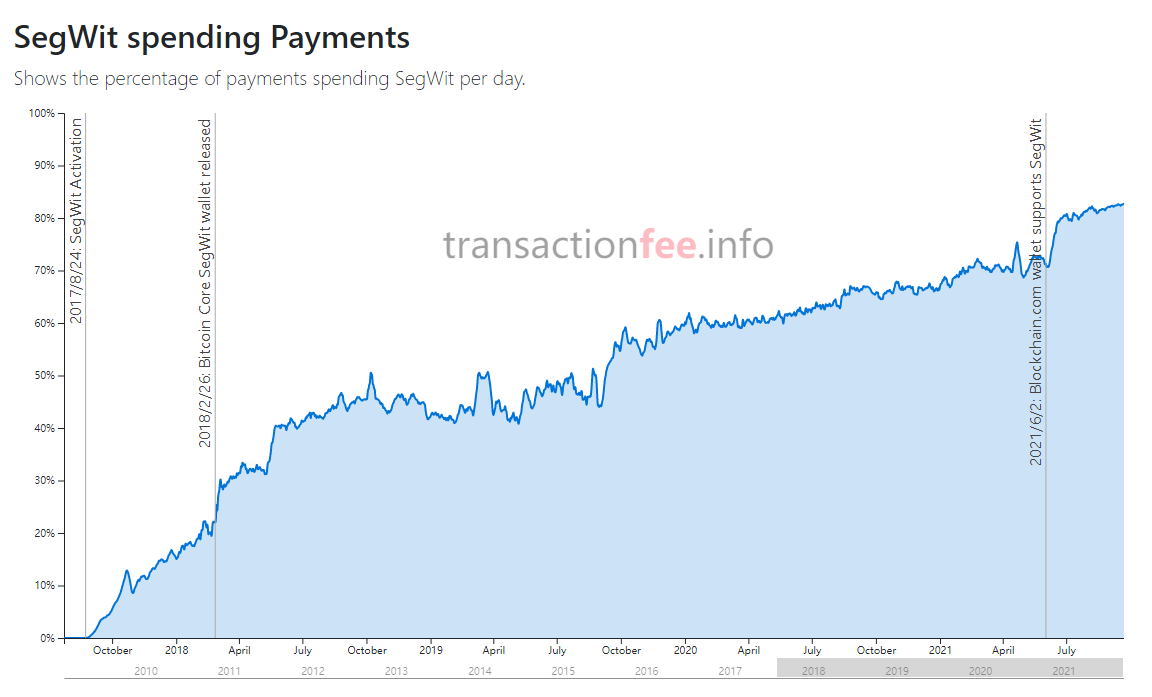 SegWit spending Payments
Shows the percentage of payments spending SegWit per day.
100%
90%
80%
70%
60%
50%
40%
30%
20%
10%
0%
2017/8/24: SegWit Activation
2018/2/26: Bitcoin Core SegWit wallet released
transactionfee.info
2021/6/2: Blockchain.com wallet supports SegWit
October 2018 April July October 2019 April July October 2020 July October 2021 April July
2010 2011 2012 2013 2014 2015 2016 2017 2018 2019 2020 2021